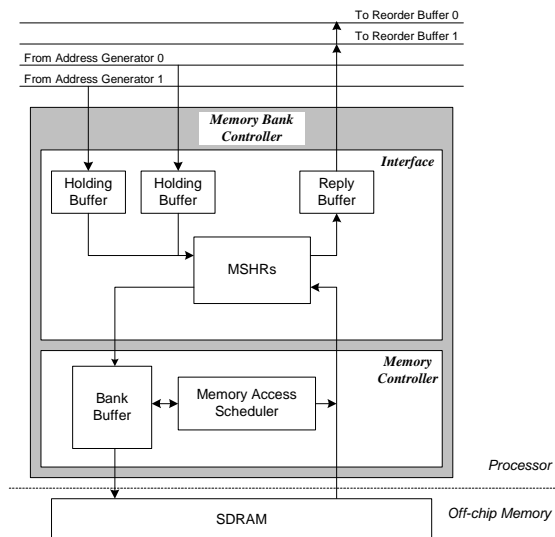 To Reorder Buffer 0
To Reorder Buffer 1
From Address Generator 0
From Address Generator 1
Memory Bank
Controller
Interface
Holding
Buffer
Holding
Buffer
Reply
Buffer
MSHRs
Memory
Controller
Bank
Buffer
Memory Access
Scheduler
Processor
Off-chip Memory
SDRAM